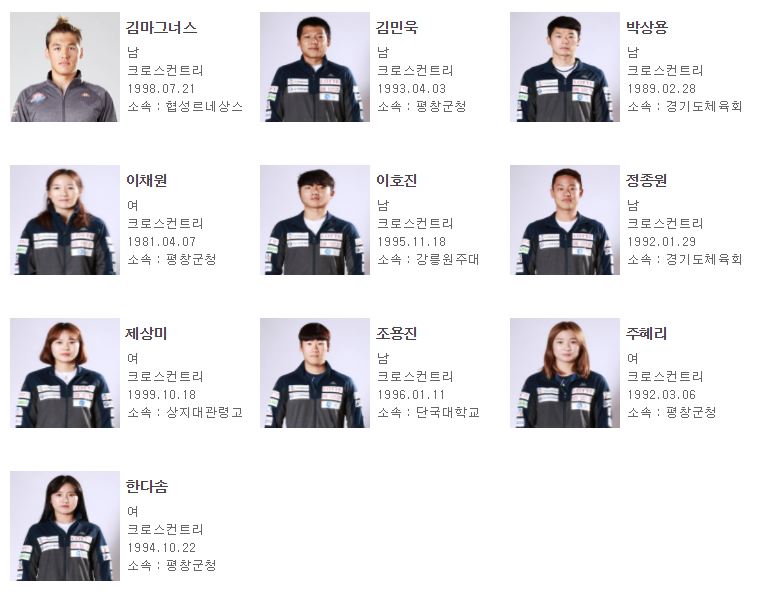 김마그너스
남
크로스컨트리
1998.07.21
소속 : 협성르네상스
김민욱
남
크로스컨트리
1993.04.03
소속 : 평창군청
박상용
남
크로스컨트리
1989.02.28
소속 : 경기도체육회
이채원
여
크로스컨트리
1981.04.07
소속 : 평창군청
이호진
남
크로스컨트리
1995.11.18
소속 : 강릉원주대
정종원
남
크로스컨트리
1992.01.29
소속 : 경기도체육회
제상미
여
크로스컨트리
1999.10.18
소속 : 상지대관령고
조용진
남
크로스컨트리
1996.01.11
소속 : 단국대학교
주혜리
여
크로스컨트리
1992.03.06
소속 : 평창군청
한다솜
여
크로스컨트리
1994.10.22
소속 : 평창군청